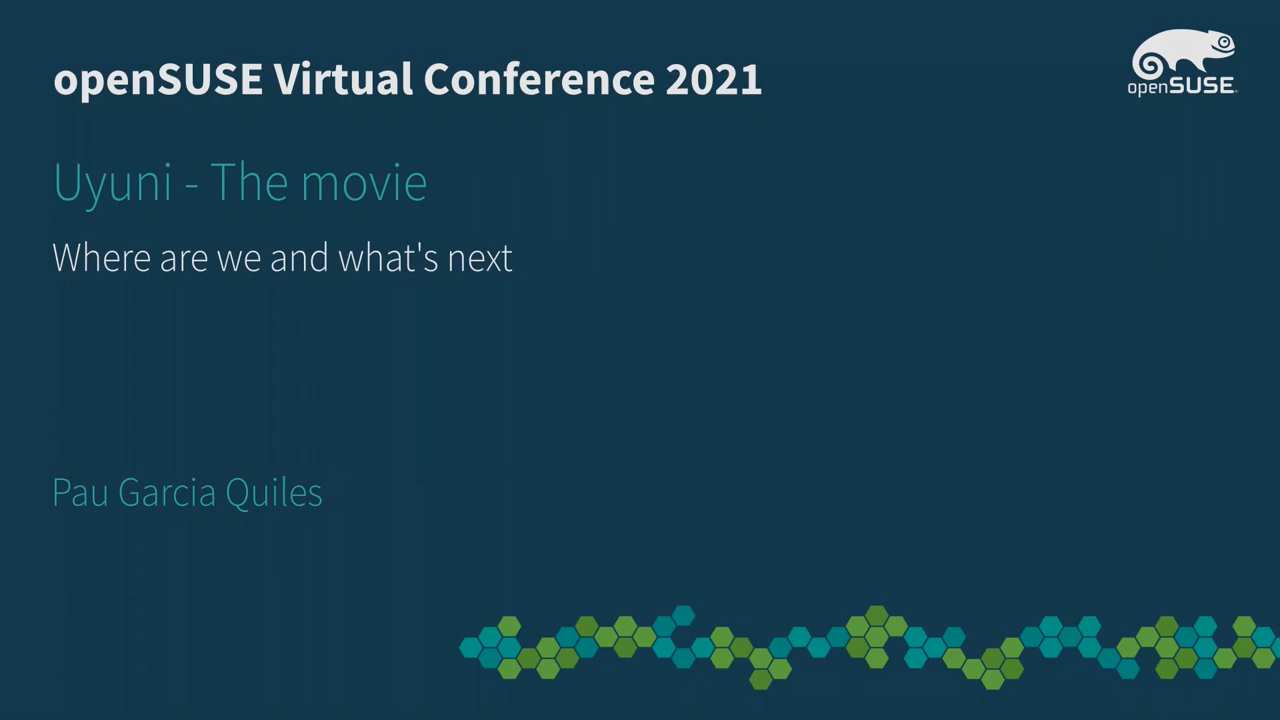 openSUSE Virtual Conference 2021
openSUSE
Uyuni - The movie
Where are we and what's next
Pau Garcia Quiles